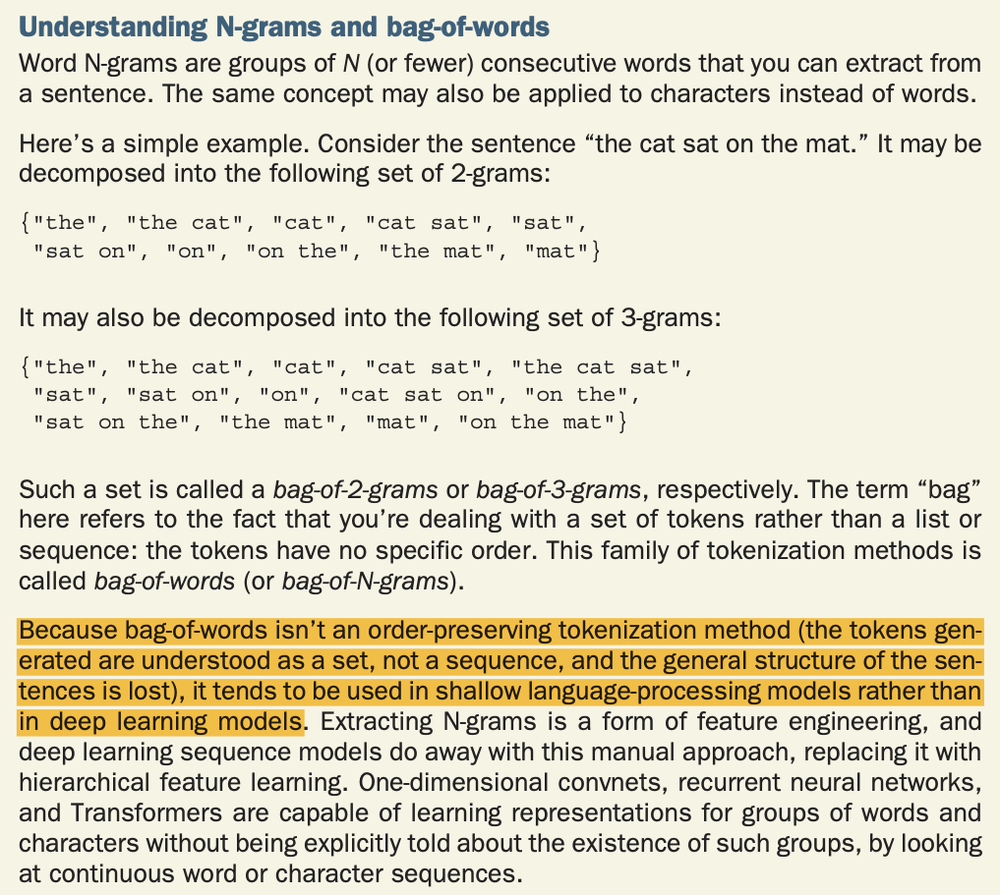 Understanding N-grams and bag-of-words
Word N-grams are groups of N (or fewer) consecutive words that you can extract from
a sentence. The same concept may also be applied to characters instead of words.
Here's a simple example. Consider the sentence “the cat sat on the mat.” It may be
decomposed into the following set of 2-grams:
{"the", "the cat", "cat", "cat sat", "sat",
"sat on", "on", "on the", "the mat", "mat"}
It may also be decomposed into the following set of 3-grams:
{"the", "the cat", "cat", "cat sat", "the cat sat",
"sat", "sat on", "on", "cat sat on", "on the",
"sat on the", "the mat", "mat", "on the mat"}
Such a set is called a bag-of-2-grams or bag-of-3-grams, respectively. The term “bag”
here refers to the fact that you're dealing with a set of tokens rather than a list or
sequence: the tokens have no specific order. This family of tokenization methods is
called bag-of-words (or bag-of-N-grams).
Because bag-of-words isn't an order-preserving tokenization method (the tokens gen-
erated are understood as a set, not a sequence, and the general structure of the sen-
tences is lost), it tends to be used in shallow language-processing models rather than
in deep learning models. Extracting N-grams is a form of feature engineering, and
deep learning sequence models do away with this manual approach, replacing it with
hierarchical feature learning. One-dimensional convnets, recurrent neural networks,
and Transformers are capable of learning representations for groups of words and
characters without being explicitly told about the existence of such groups, by looking
at continuous word or character sequences.